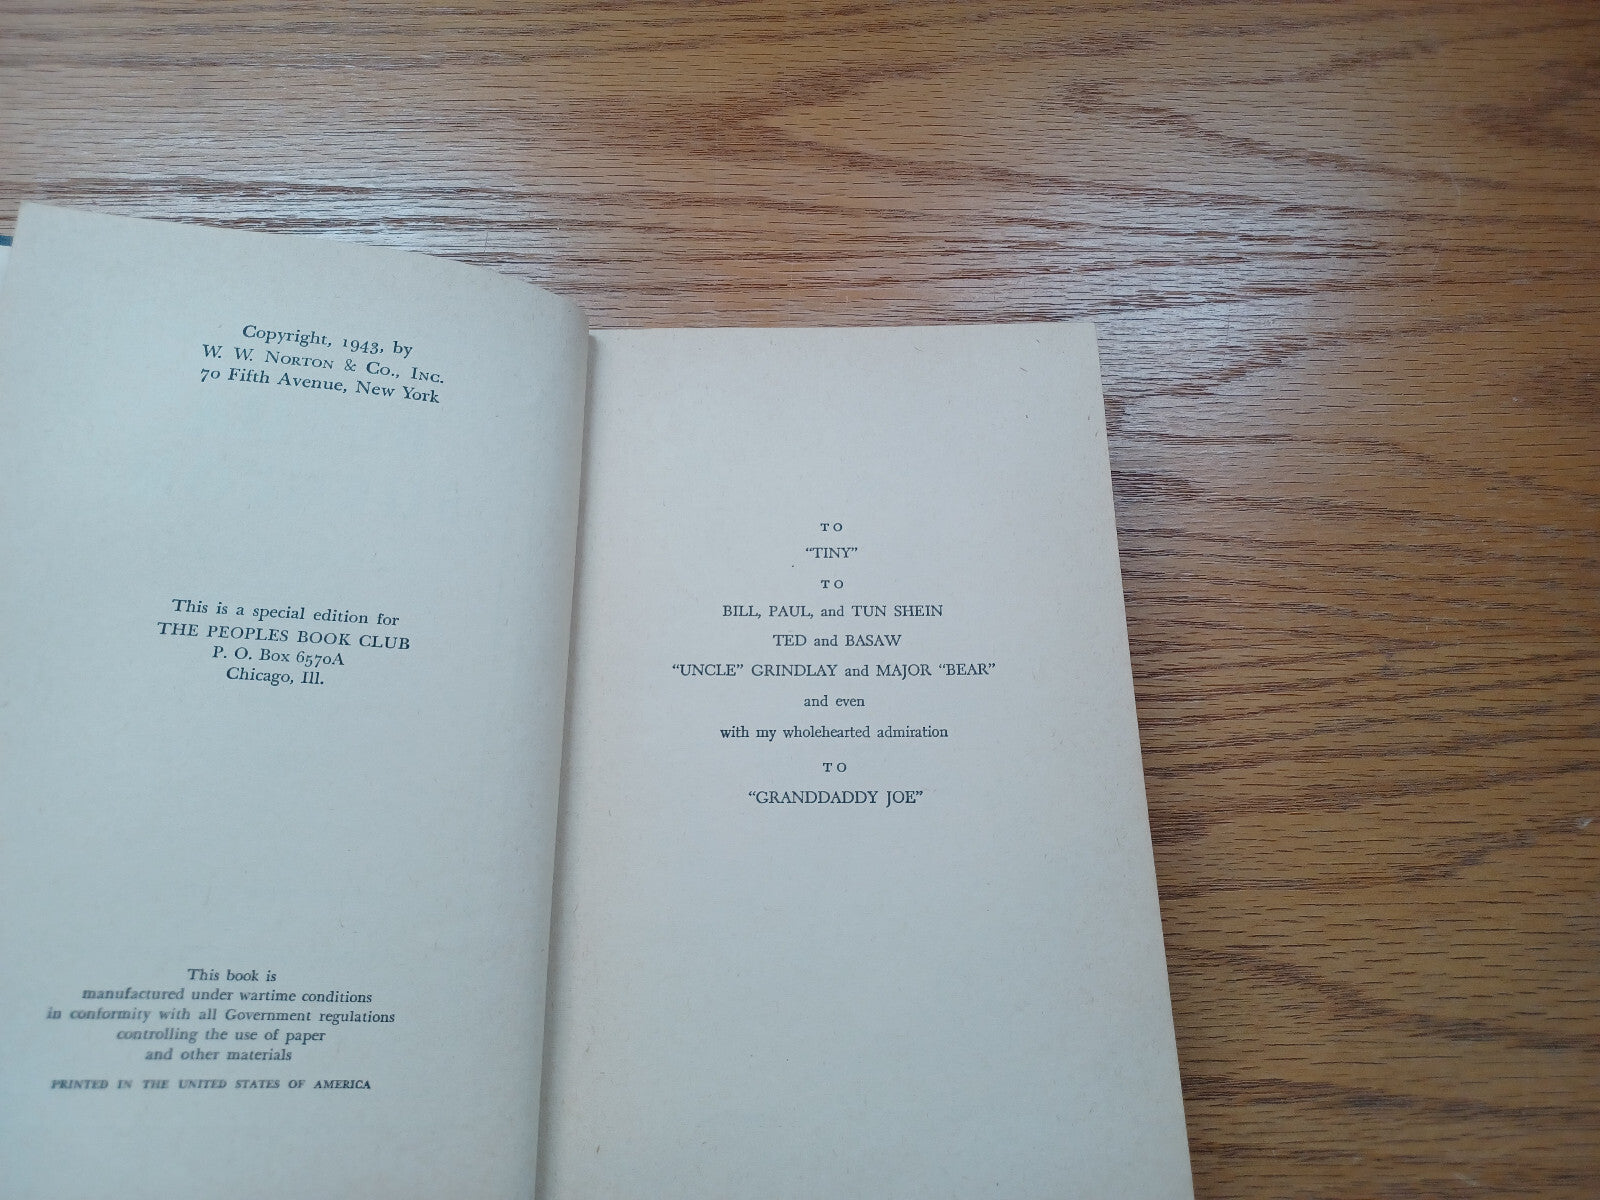 Copyright, 1943, by
W. W. NORTON & CO., INC.
70 Fifth Avenue, New York
This is a special edition for
THE PEOPLES BOOK CLUB
P. O. Box 6570A
Chicago, Ill.
This book is
manufactured under wartime conditions
in conformity with all Government regulations
controlling the use of paper
and other materials
PRINTED IN THE UNITED STATES OF AMERICA
TO
“TINY”
TO
BILL, PAUL, and TUN SHEIN
TED and BASAW
“UNCLE” GRINDLAY and MAJOR “BEAR”
and even
with my wholehearted admiration
TO
“GRANDDADDY JOE”